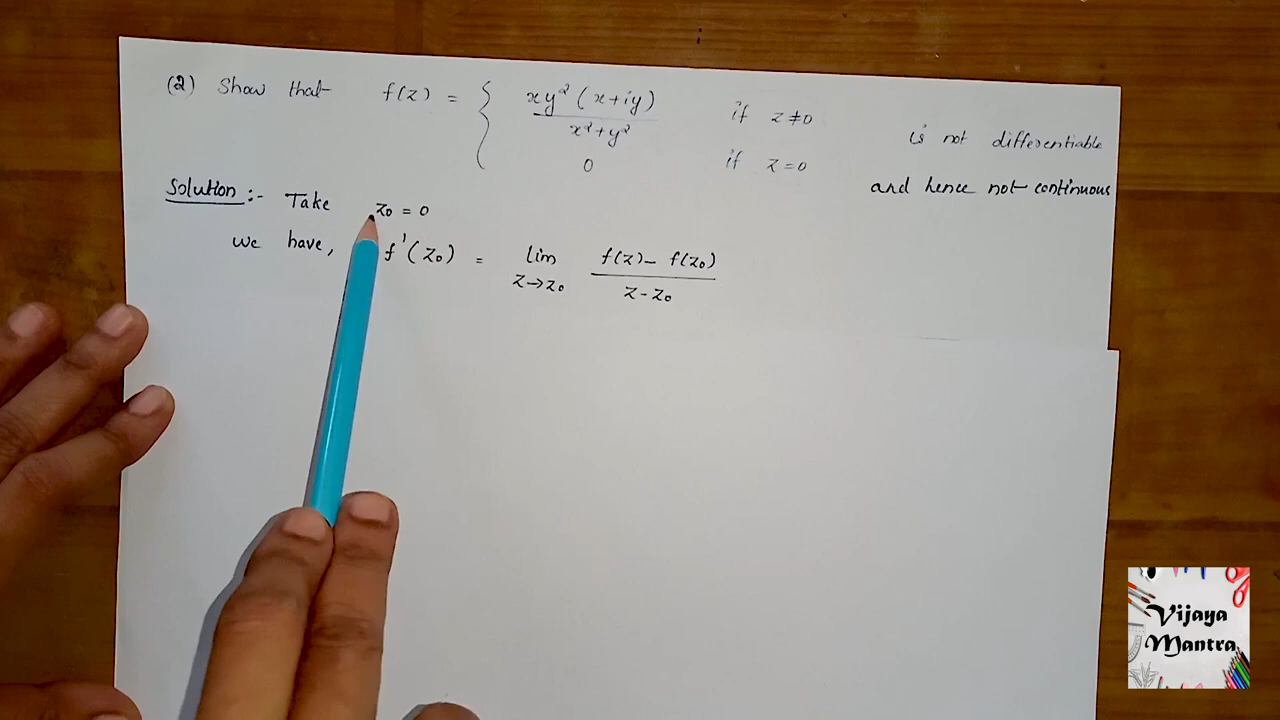 (2) Show that f(z) = { xy²(x+iy) / x²+y² if z≠0
0 if z=0
is not differentiable
and hence not continuous
Solution :- Take z₀ = 0
we have, f'(z₀) = lim z→z₀ f(z) - f(z₀) / z - z₀
Vijaya
Mantra